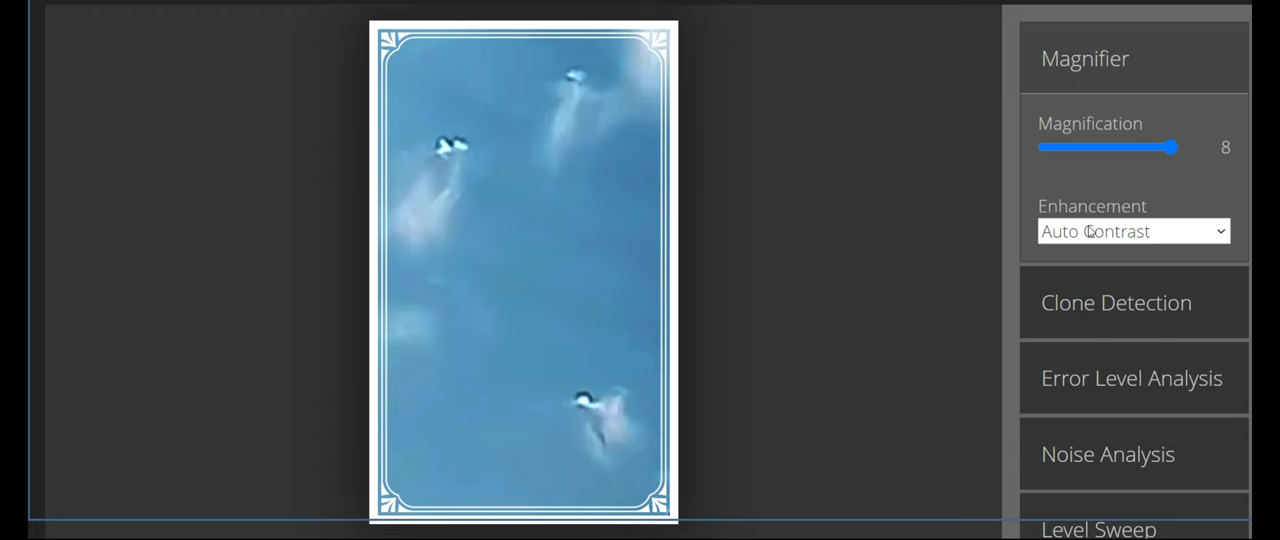 Magnifier
Magnification
8
Enhancement
Auto Contrast
Clone Detection
Error Level Analysis
Noise Analysis
Level Sweep